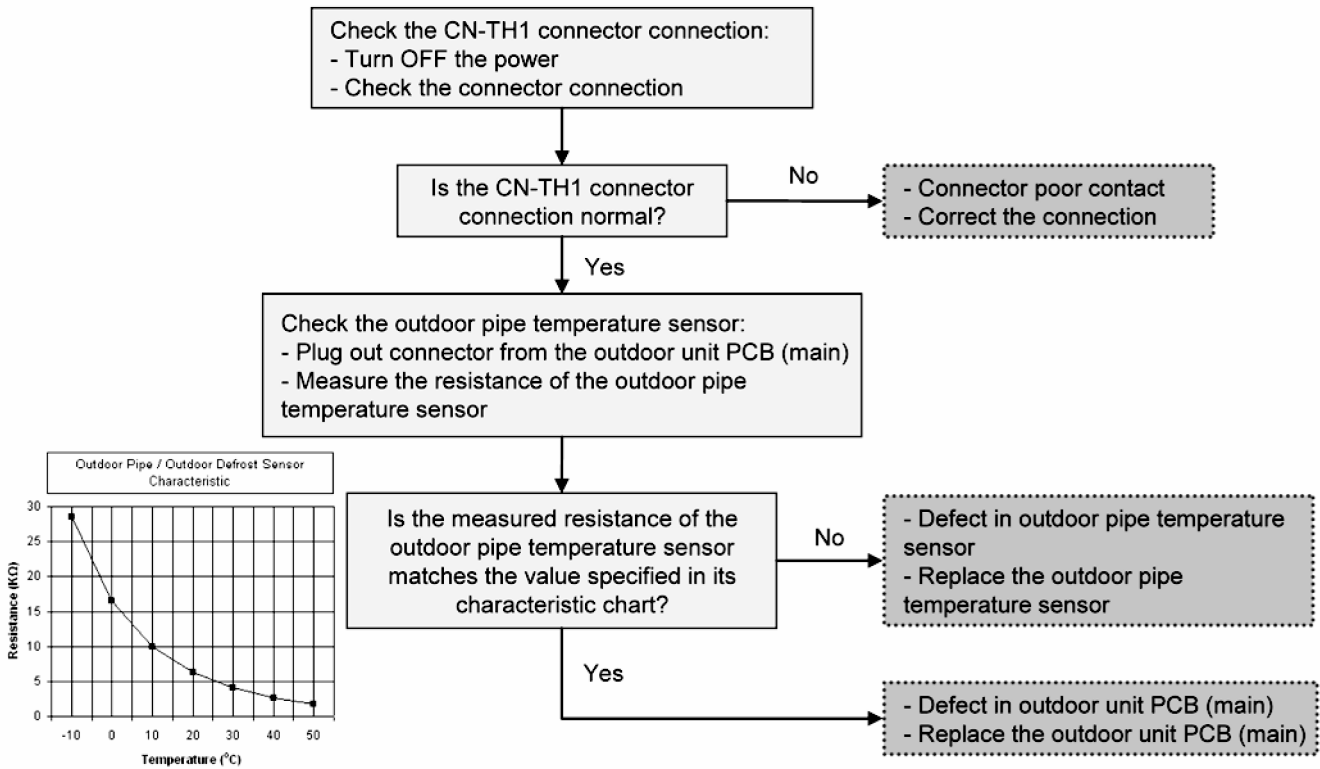 Check the CN-TH1 connector connection:
- Turn OFF the power
- Check the connector connection
Is the CN-TH1 connector
connection normal?
No
- Connector poor contact
- Correct the connection
Yes
Check the outdoor pipe temperature sensor:
- Plug out connector from the outdoor unit PCB (main)
- Measure the resistance of the outdoor pipe
temperature sensor
Outdoor Pipe / Outdoor Defrost Sensor
Characteristic
Resistance (KΩ)
30
25
20
15
10
5
0
-10 0 10 20 30 40 50
Temperature (°C)
Is the measured resistance of the
outdoor pipe temperature sensor
matches the value specified in its
characteristic chart?
No
- Defect in outdoor pipe temperature
sensor
- Replace the outdoor pipe
temperature sensor
Yes
- Defect in outdoor unit PCB (main)
- Replace the outdoor unit PCB (main)